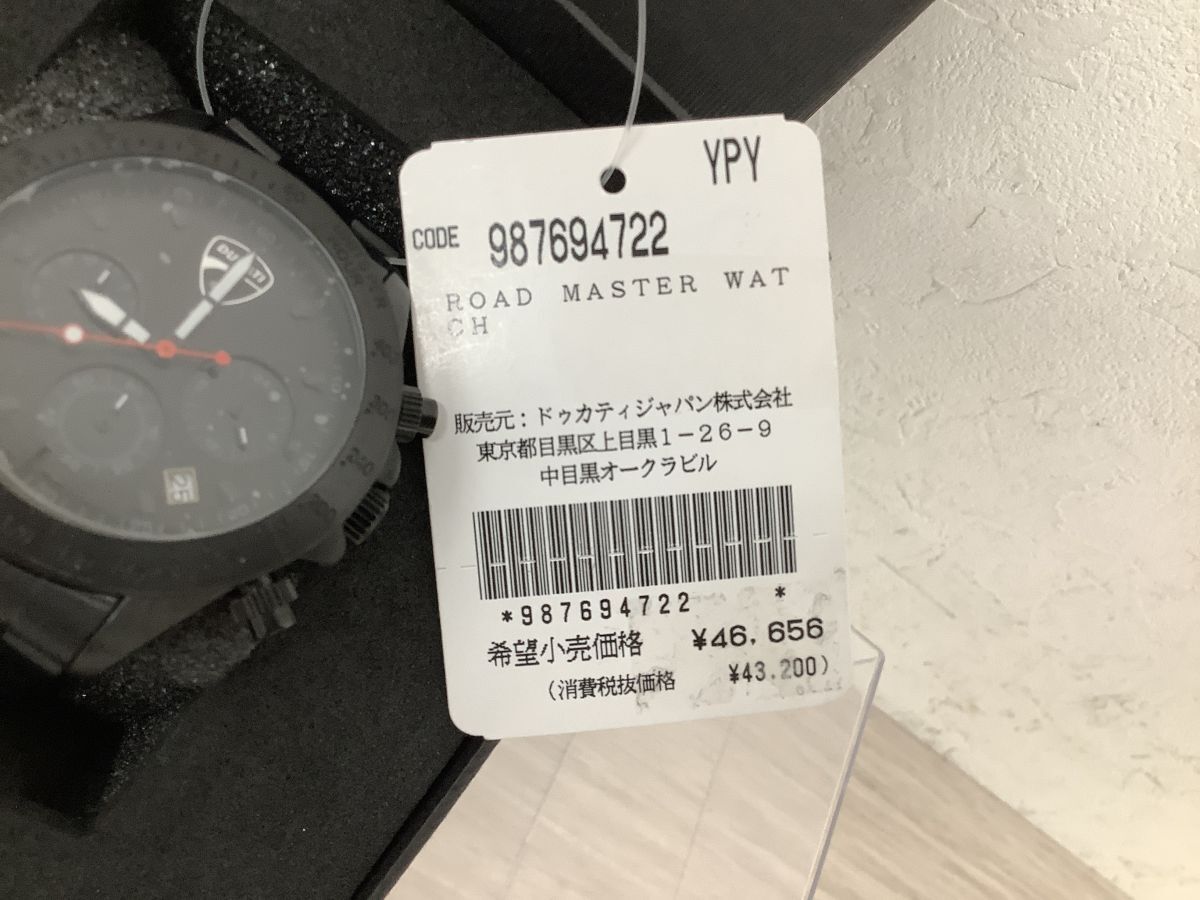 YPY
CODE 987694722
ROAD MASTER WAT
CH
販売元：ドゥカティジャパン株式会社
東京都目黒区上目黒1-26-9
中目黒オークラビル
*987694722 *
希望小売価格 ¥46,656
（消費税抜価格 ¥43.200）
DUCATI
26
240